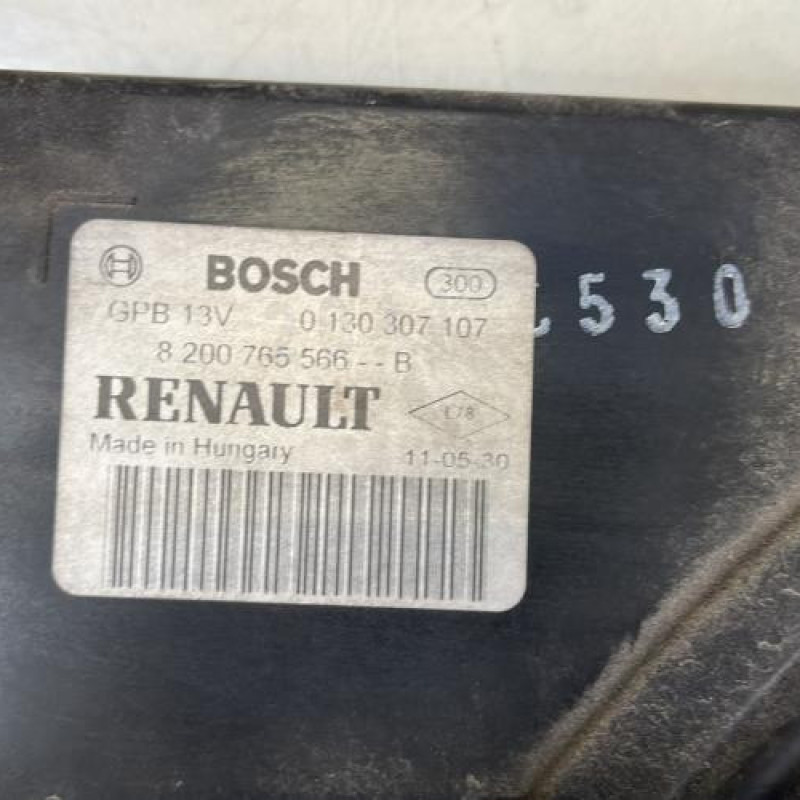 BOSCH 300
GPB 13V 0 130 307 107
8 200 765 566 -- B
RENAULT
Made in Hungary 11-05-30
530